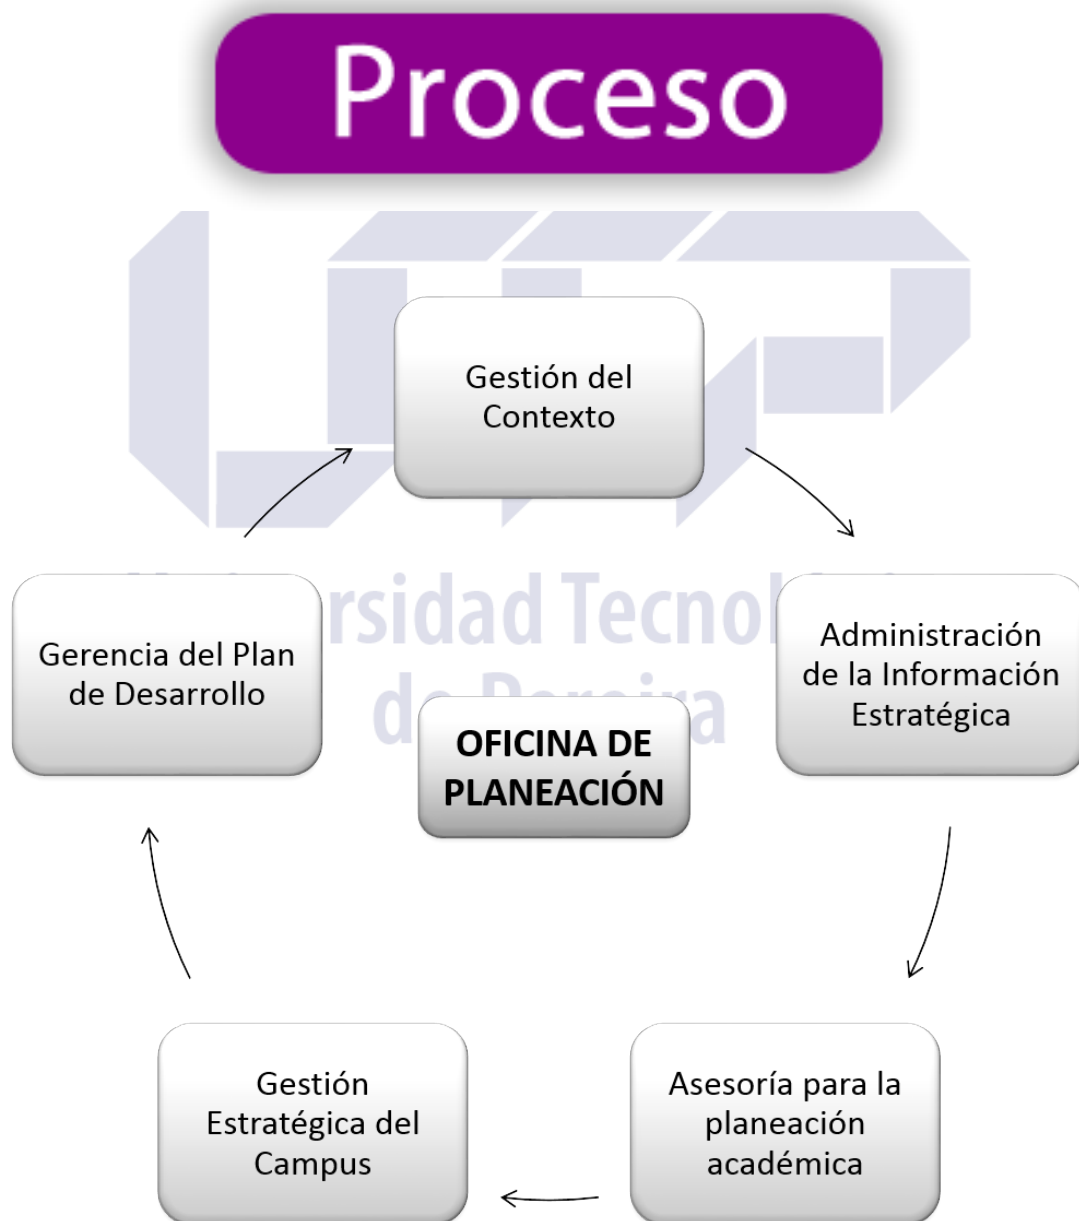 Proceso
Gestión del
Contexto
Administración
de la Información
Estratégica
Asesoría para la
planeación
académica
Gestión
Estratégica del
Campus
Gerencia del Plan
de Desarrollo
OFICINA DE
PLANEACIÓN